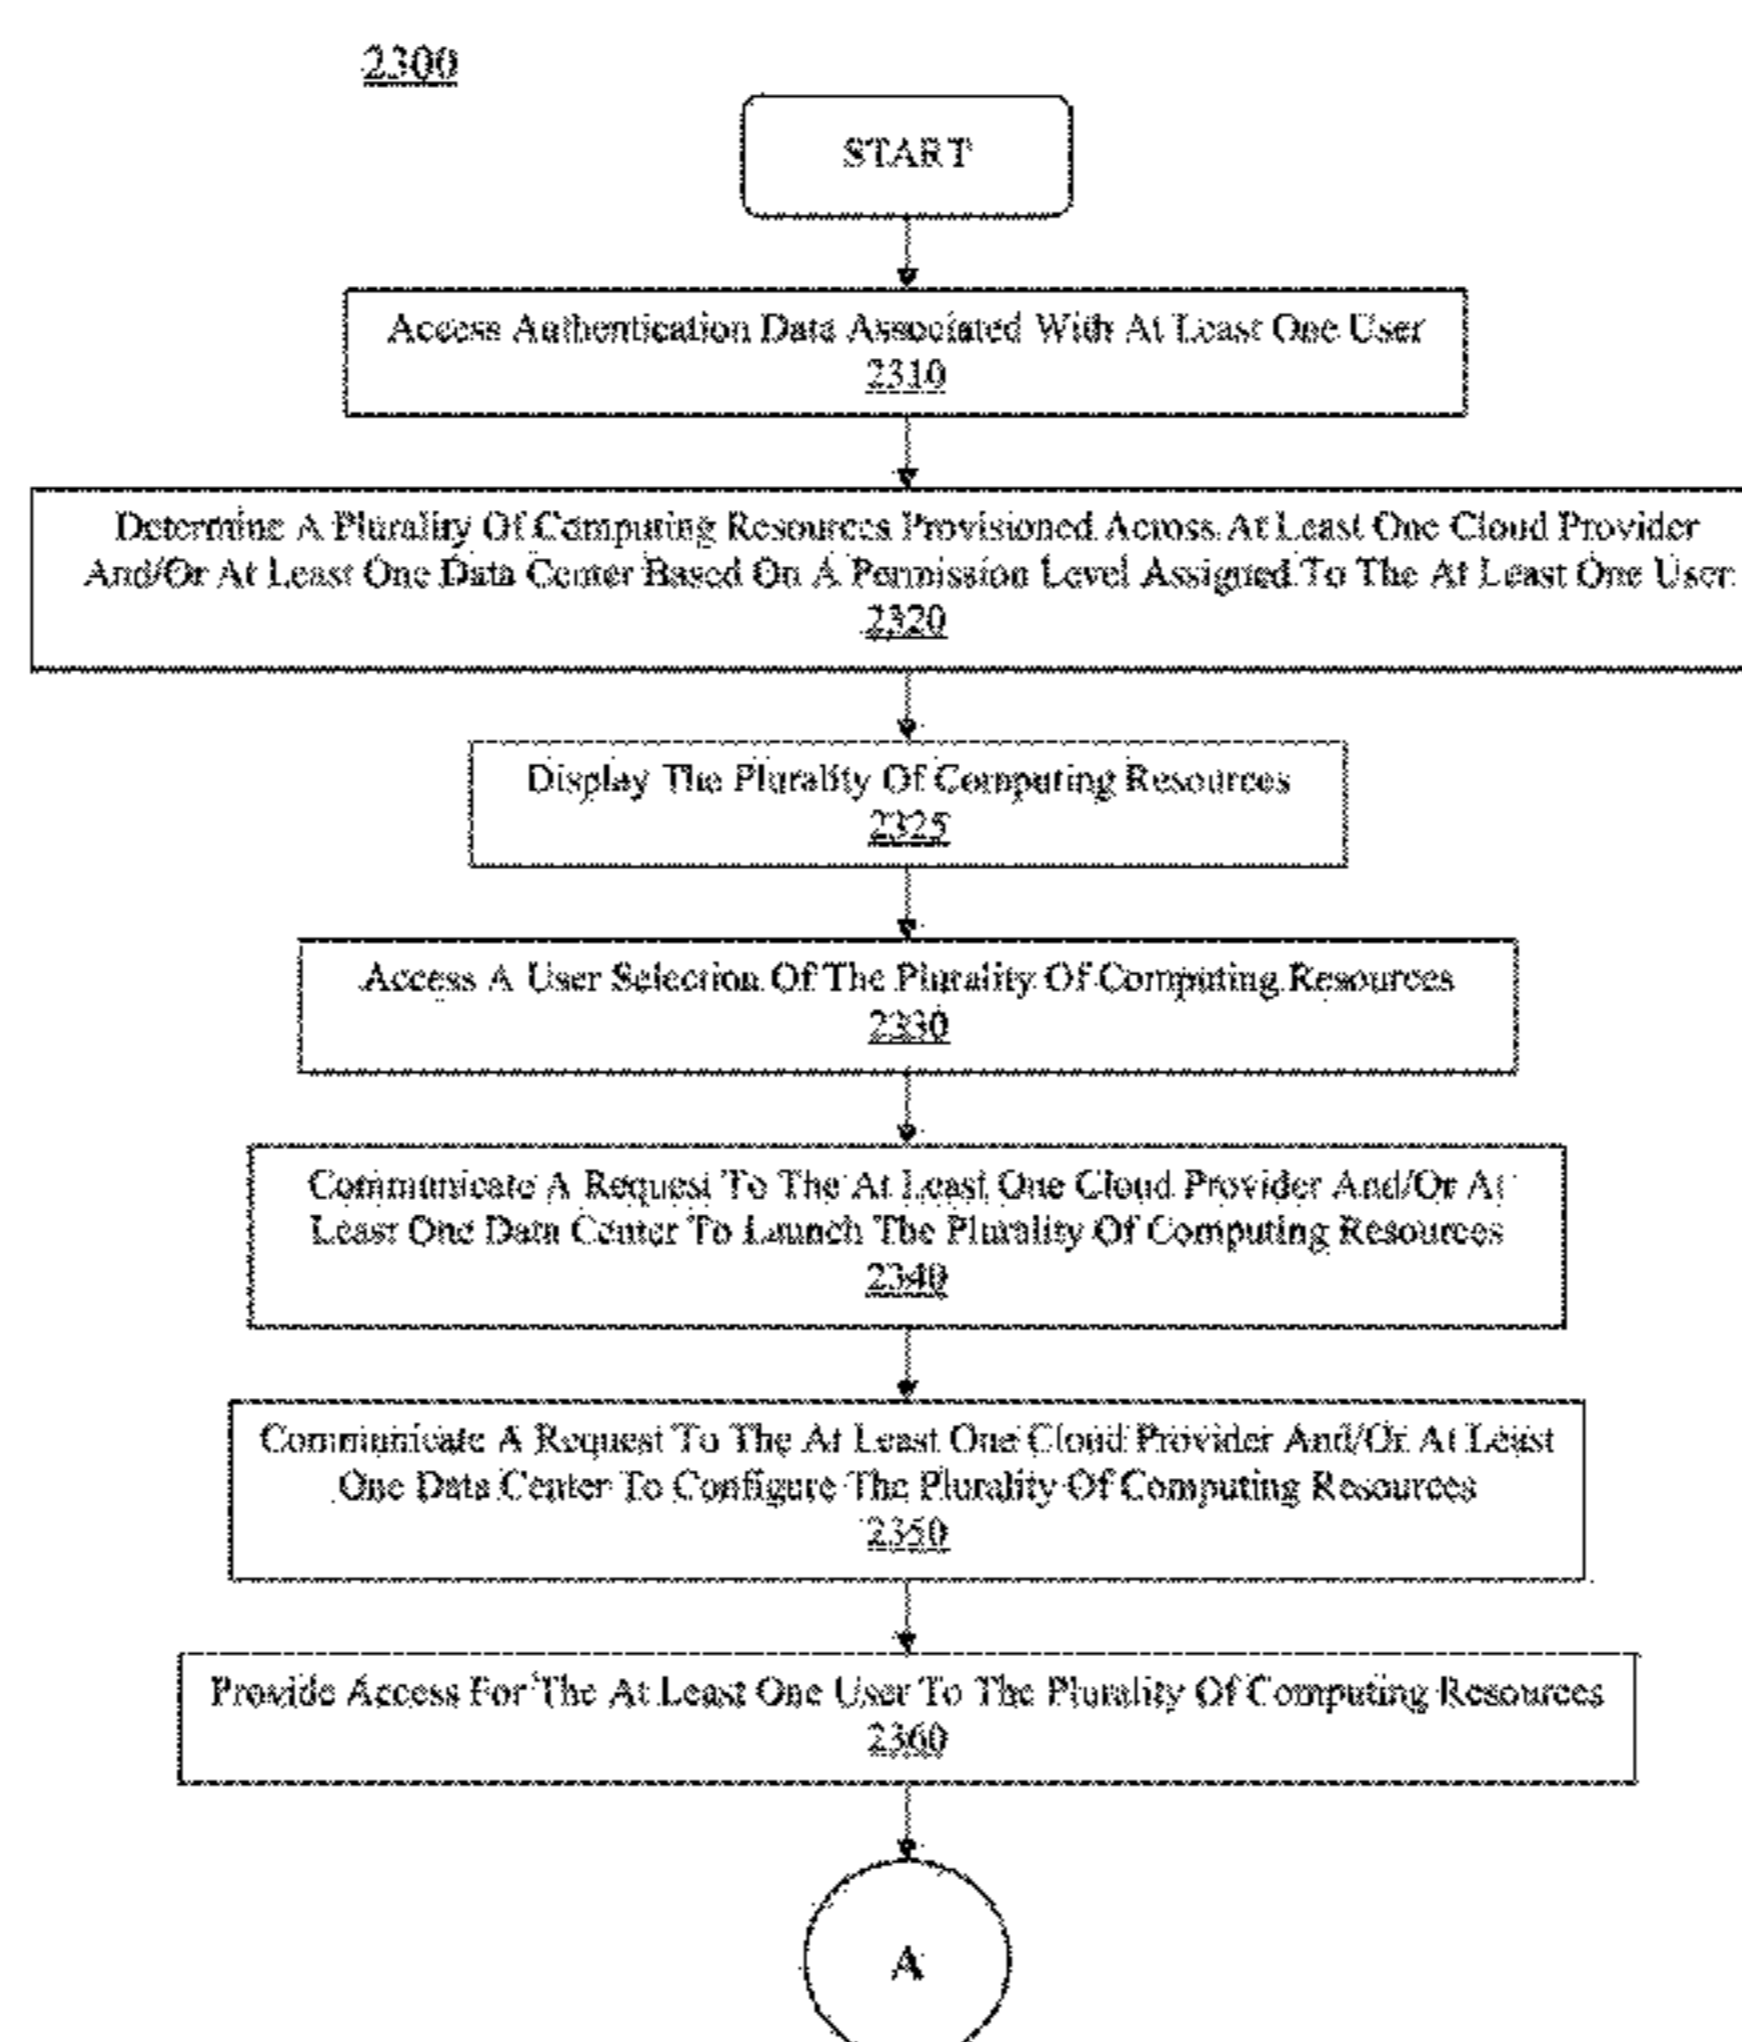 2300
START
Access Authentication Data Associated With At Least One User
2310
Determine A Plurality Of Computing Resources Provisioned Across At Least One Cloud Provider
And/Or At Least One Data Center Based On A Permission Level Assigned To The At Least One User
2320
Display The Plurality Of Computing Resources
2325
Access A User Selection Of The Plurality Of Computing Resources
2330
Communicate A Request To The At Least One Cloud Provider And/Or At
Least One Data Center To Launch The Plurality Of Computing Resources
2340
Communicate A Request To The At Least One Cloud Provider And/Or At Least
One Data Center To Configure The Plurality Of Computing Resources
2350
Provide Access For The At Least One User To The Plurality Of Computing Resources
2360
A